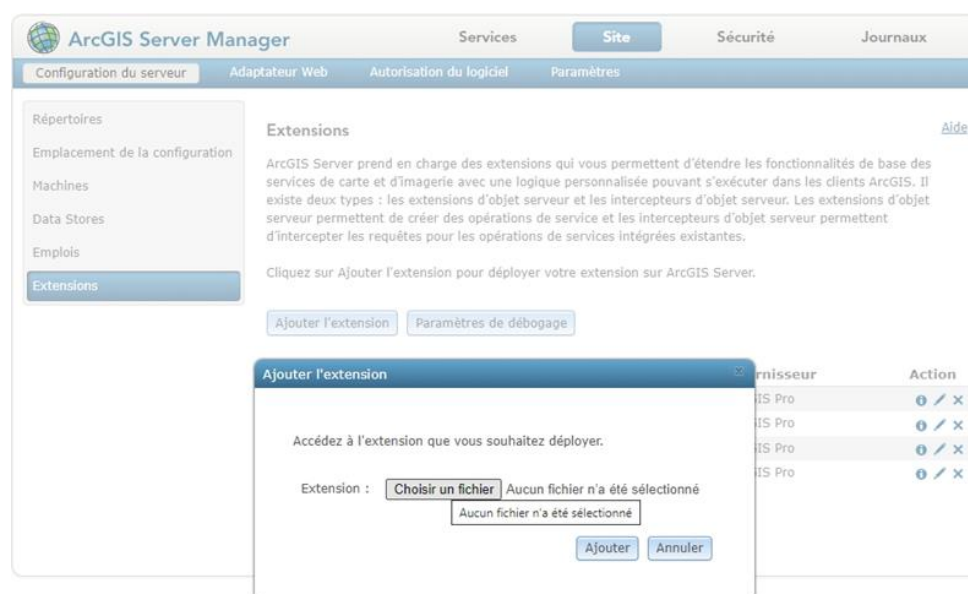 ArcGIS Server Manager
Services
Site
Sécurité
Journaux
Configuration du serveur
Adaptateur Web
Autorisation du logiciel
Paramètres
Répertoires
Emplacement de la configuration
Machines
Data Stores
Emplois
Extensions
Extensions
Aide
ArcGIS Server prend en charge des extensions qui vous permettent d'étendre les fonctionnalités de base des
services de carte et d'imagerie avec une logique personnalisée pouvant s'exécuter dans les clients ArcGIS. Il
existe deux types : les extensions d'objet serveur et les intercepteurs d'objet serveur. Les extensions d'objet
serveur permettent de créer des opérations de service et les intercepteurs d'objet serveur permettent
d'intercepter les requêtes pour les opérations de services intégrées existantes.
Cliquez sur Ajouter l'extension pour déployer votre extension sur ArcGIS Server.
Ajouter l'extension
Paramètres de débogage
rnisseur
Action
IS Pro
IS Pro
IS Pro
IS Pro
Ajouter l'extension
Accédez à l'extension que vous souhaitez déployer.
Extension :
Choisir un fichier
Aucun fichier n'a été sélectionné
Aucun fichier n'a été sélectionné
Ajouter
Annuler